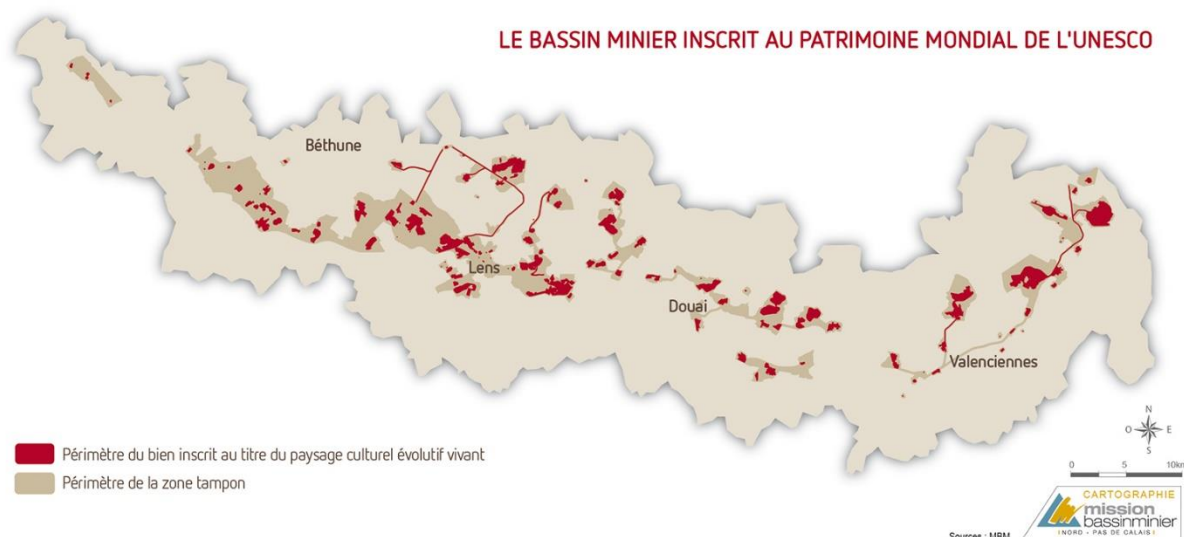 LE BASSIN MINIER INSCRIT AU PATRIMOINE MONDIAL DE L'UNESCO
Béthune
Lens
Douai
Valenciennes
Périmètre du bien inscrit au titre du paysage culturel évolutif vivant
Périmètre de la zone tampon
N
O E
S
0 5 10km
CARTOGRAPHIE
mission
bassinminier
NORD - PAS DE CALAIS
Sources : MBM